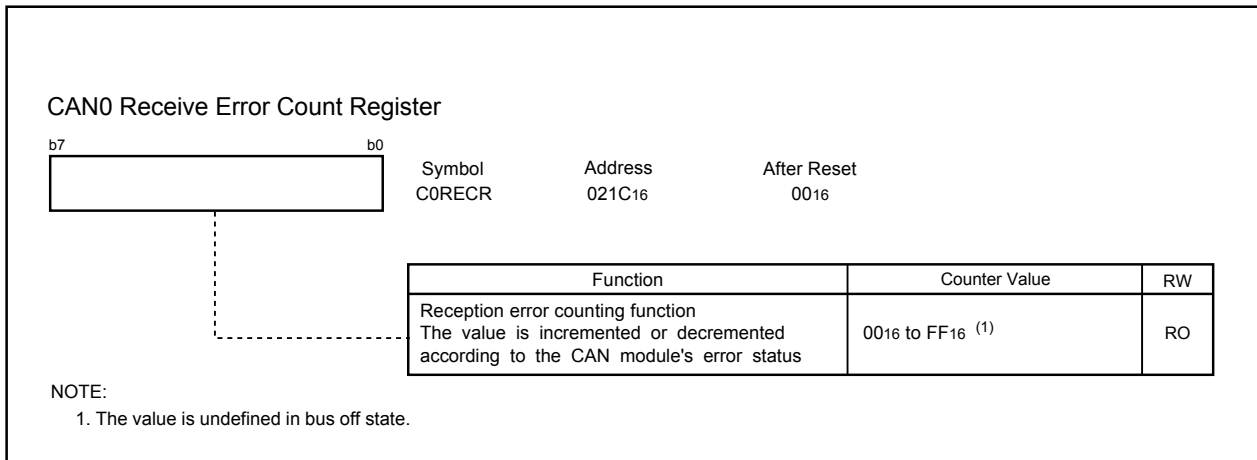 CAN0 Receive Error Count Register
b7 b0
Symbol Address After Reset
C0RECR 021C16 0016
Function Counter Value RW
Reception error counting function
The value is incremented or decremented
according to the CAN module's error status
0016 to FF16 (1)
RO
NOTE:
1. The value is undefined in bus off state.